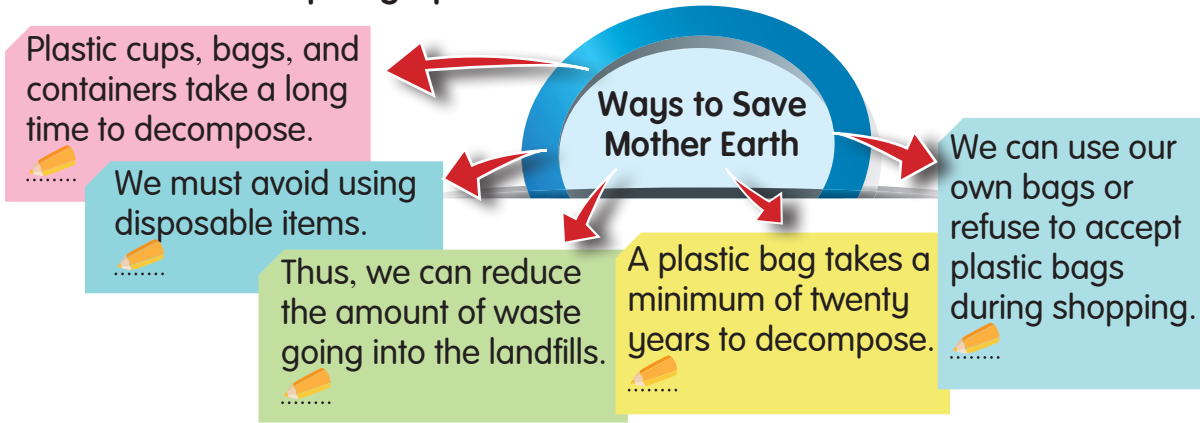 Ways to Save
Mother Earth
Plastic cups, bags, and
containers take a long
time to decompose.
We must avoid using
disposable items.
Thus, we can reduce
the amount of waste
going into the landfills.
A plastic bag takes a
minimum of twenty
years to decompose.
We can use our
own bags or
refuse to accept
plastic bags
during shopping.